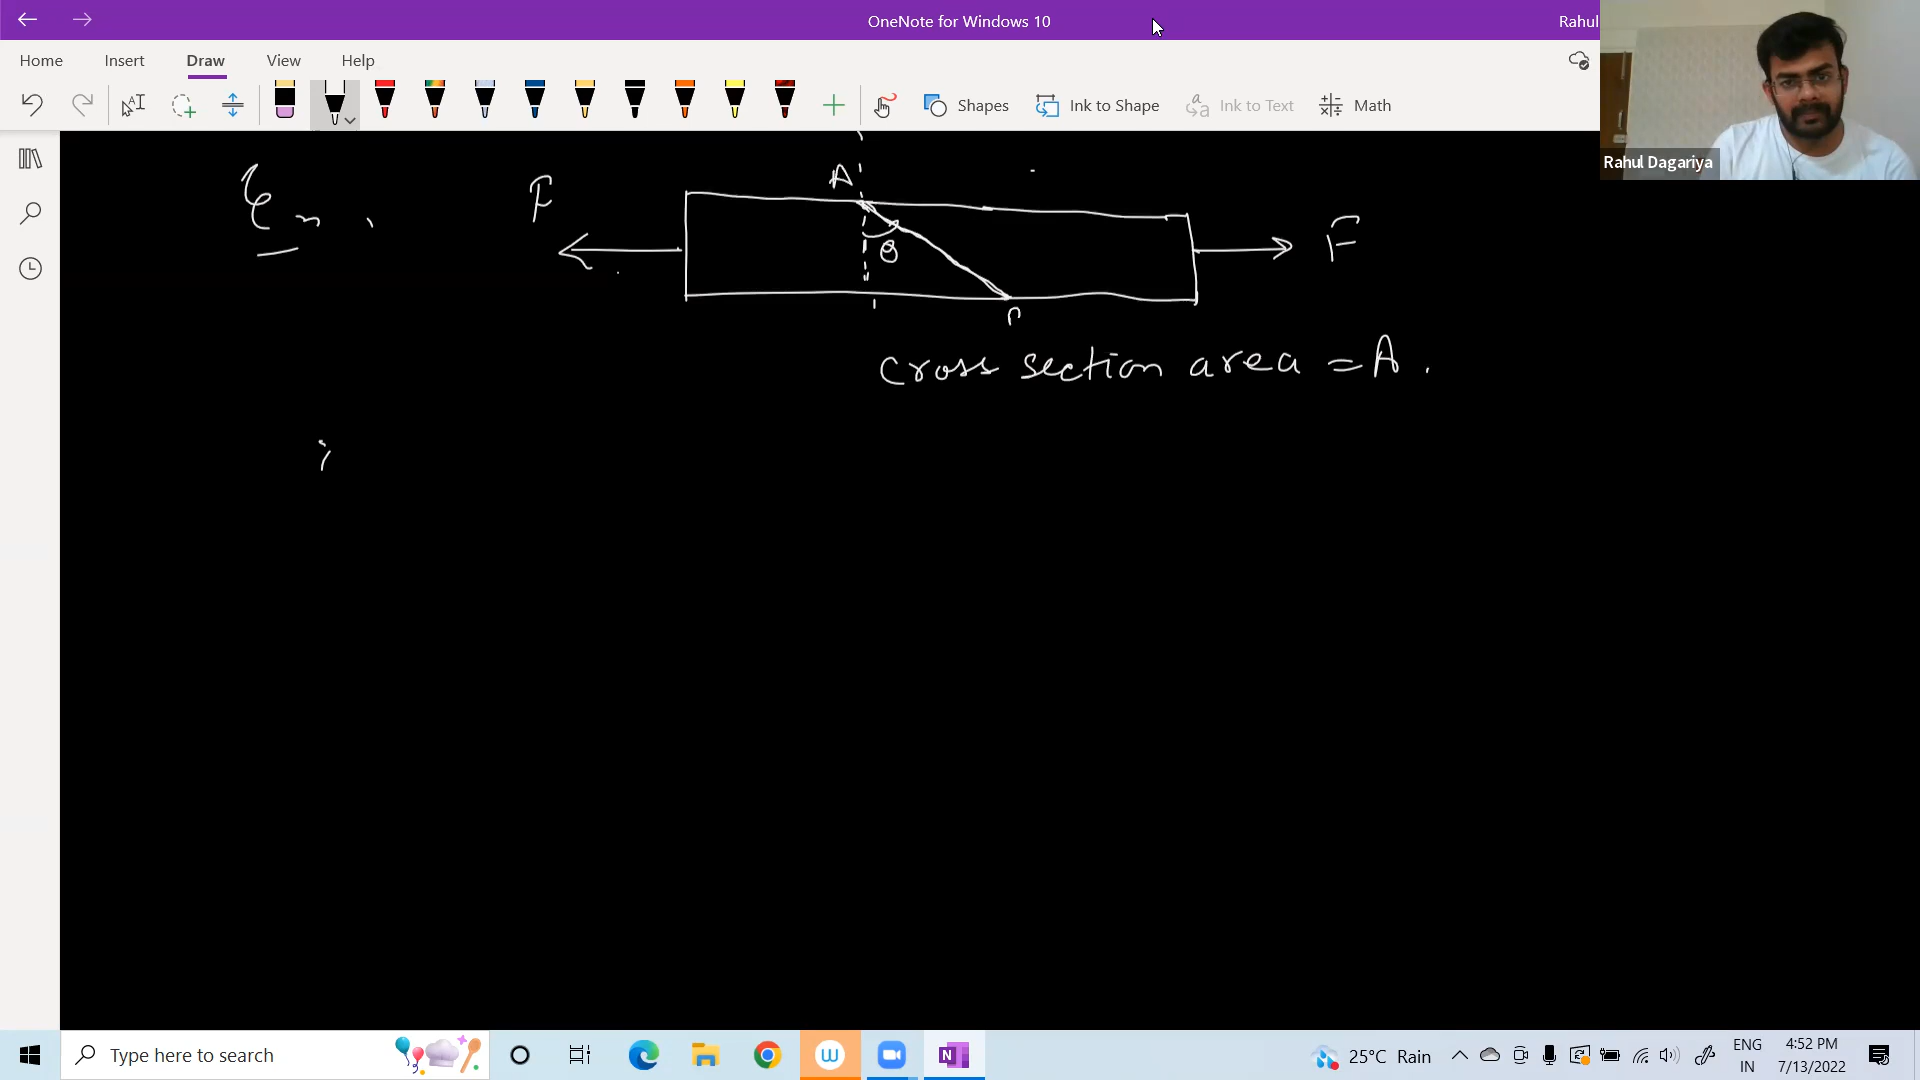 OneNote for Windows 10
Rahul
Home Insert Draw View Help
Shapes Ink to Shape Ink to Text Math
Rahul Dagariya
A
F
θ
F
cross section area = A .
Type here to search
25°C Rain
ENG
IN
4:52 PM
7/13/2022